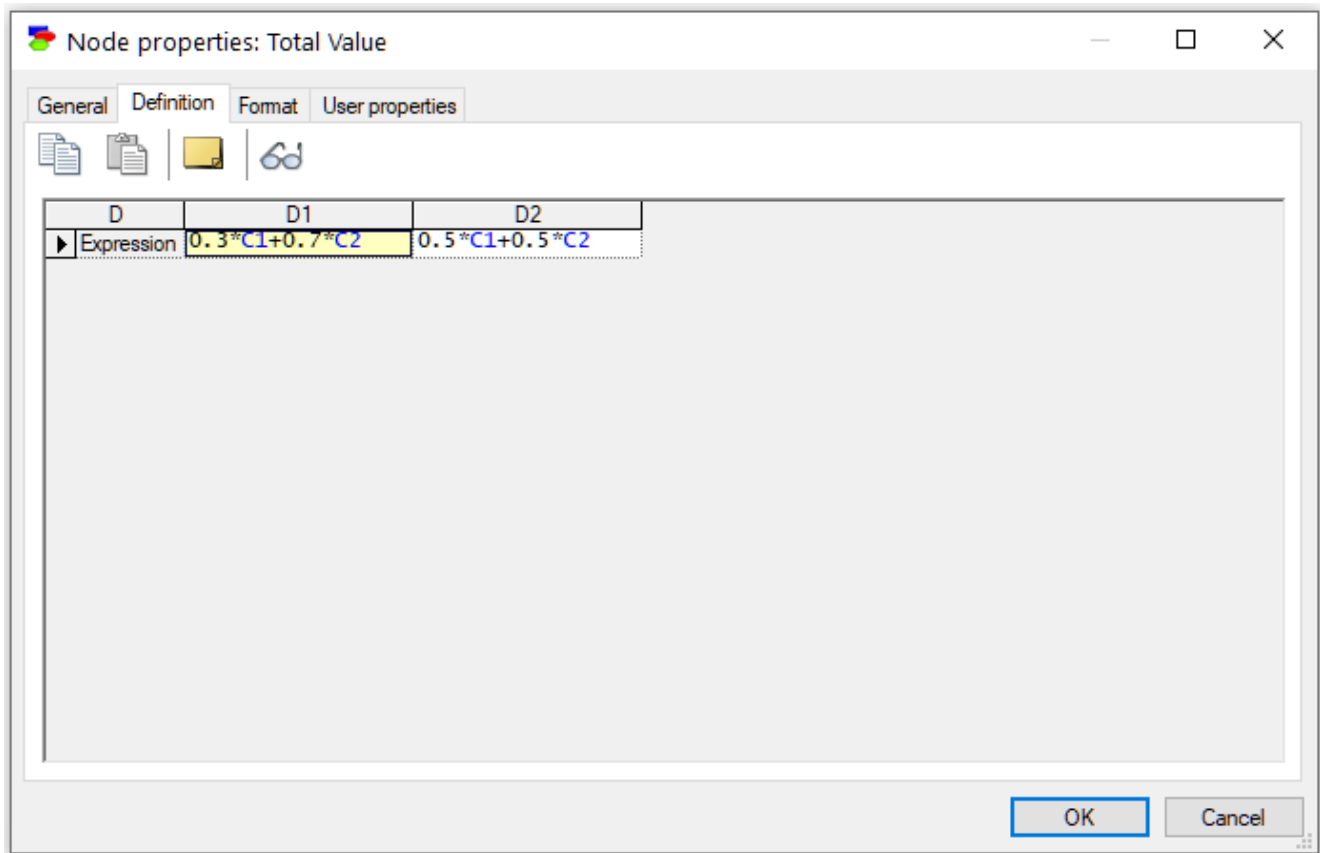 Node properties: Total Value
General Definition Format User properties
D D1 D2
Expression 0.3*C1+0.7*C2 0.5*C1+0.5*C2
OK Cancel